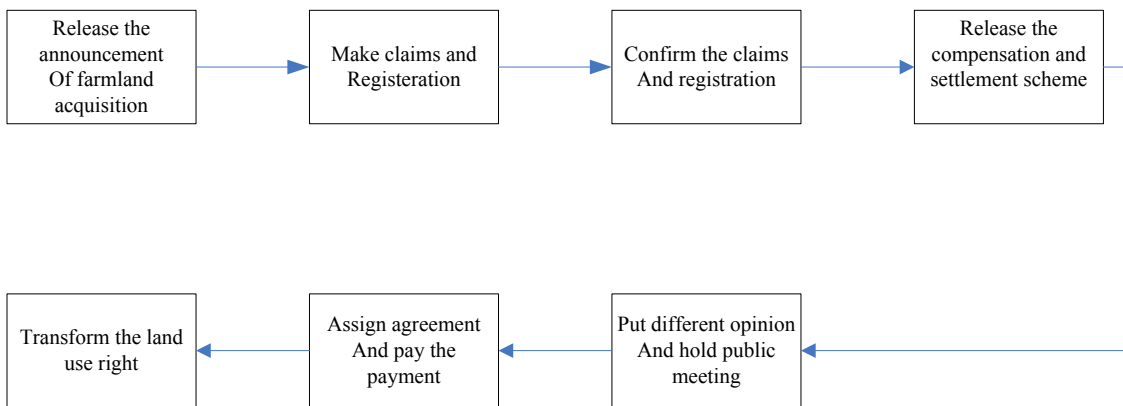 Release the
announcement
Of farmland
acquisition
Make claims and
Registeration
Confirm the claims
And registration
Release the
compensation and
settlement scheme
Put different opinion
And hold public
meeting
Assign agreement
And pay the
payment
Transform the land
use right